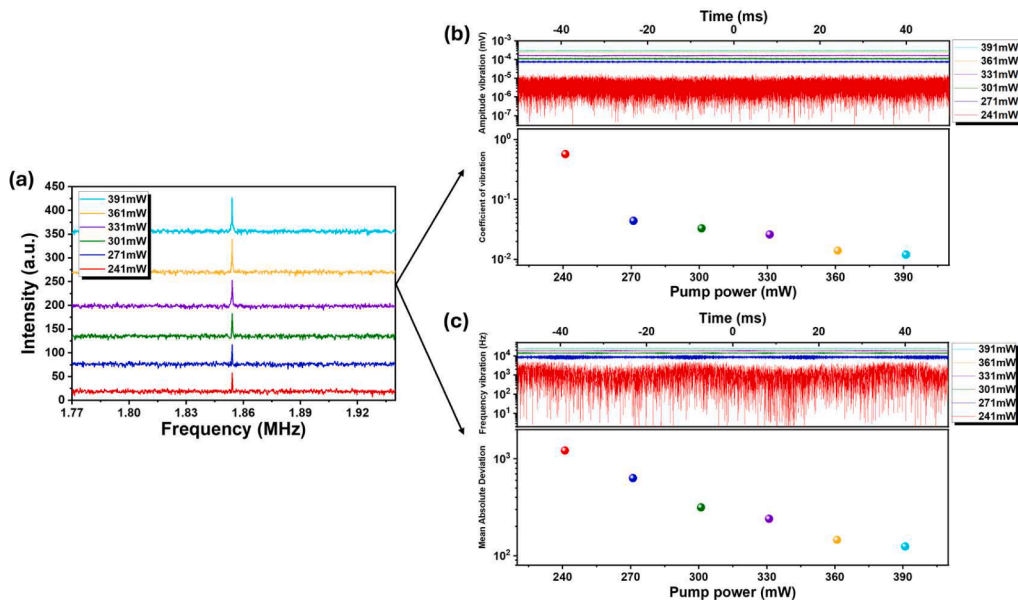 (a)
450
400
350
300
250
200
150
100
50
0
Intensity (a.u.)
391mW
361mW
331mW
301mW
271mW
241mW
1.77 1.80 1.83 1.86 1.89 1.92
Frequency (MHz)
(b)
Time (ms)
-40 -20 0 20 40
10-3
10-4
10-5
10-6
10-7
Amplitude vibration (mV)
391mW
361mW
331mW
301mW
271mW
241mW
100
10-1
10-2
Coefficient of vibration
240 270 300 330 360 390
Pump power (mW)
(c)
Time (ms)
-40 -20 0 20 40
104
103
102
101
Frequency vibration (Hz)
391mW
361mW
331mW
301mW
271mW
241mW
103
102
Mean Absolute Deviation
240 270 300 330 360 390
Pump power (mW)